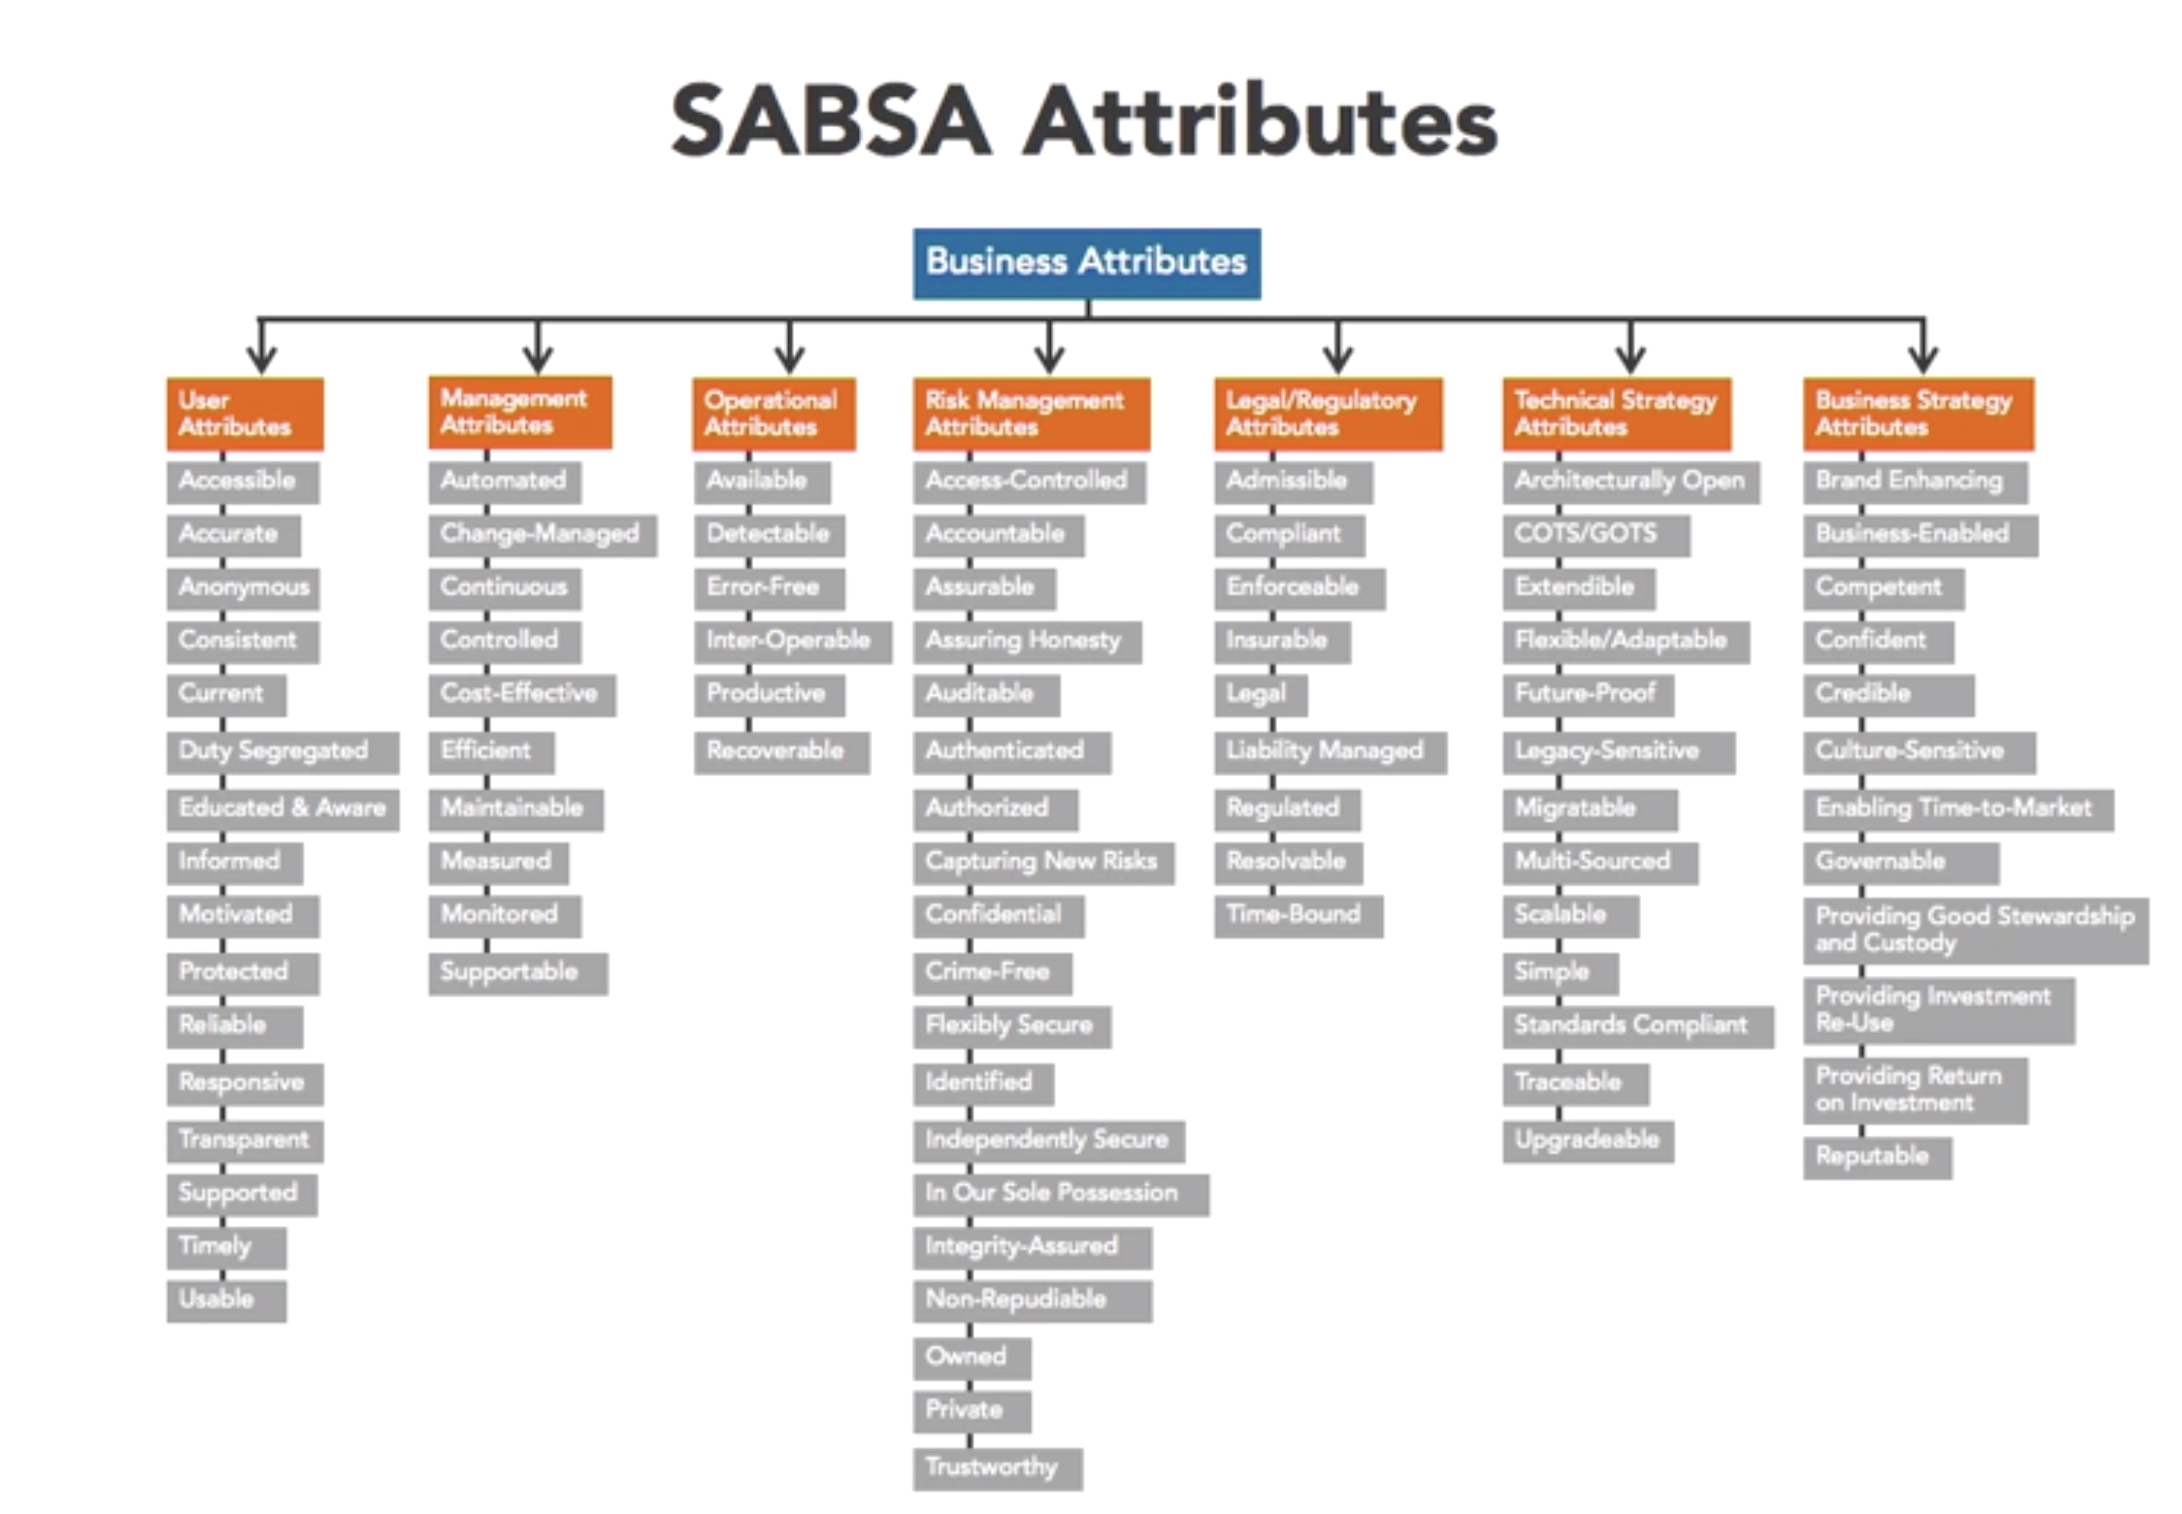 SABSA Attributes
Business Attributes
User
Attributes
Accessible
Accurate
Anonymous
Consistent
Current
Duty Segregated
Educated & Aware
Informed
Motivated
Protected
Reliable
Responsive
Transparent
Supported
Timely
Usable
Management
Attributes
Automated
Change-Managed
Continuous
Controlled
Cost-Effective
Efficient
Maintainable
Measured
Monitored
Supportable
Operational
Attributes
Available
Detectable
Error-Free
Inter-Operable
Productive
Recoverable
Risk Management
Attributes
Access-Controlled
Accountable
Assurable
Assuring Honesty
Auditable
Authenticated
Authorized
Capturing New Risks
Confidential
Crime-Free
Flexibly Secure
Identified
Independently Secure
In Our Sole Possession
Integrity-Assured
Non-Repudiable
Owned
Private
Trustworthy
Legal/Regulatory
Attributes
Admissible
Compliant
Enforceable
Insurable
Legal
Liability Managed
Regulated
Resolvable
Time-Bound
Technical Strategy
Attributes
Architecturally Open
COTS/GOTS
Extendible
Flexible/Adaptable
Future-Proof
Legacy-Sensitive
Migratable
Multi-Sourced
Scalable
Simple
Standards Compliant
Traceable
Upgradeable
Business Strategy
Attributes
Brand Enhancing
Business-Enabled
Competent
Confident
Credible
Culture-Sensitive
Enabling Time-to-Market
Governable
Providing Good Stewardship
and Custody
Providing Investment
Re-Use
Providing Return
on Investment
Reputable